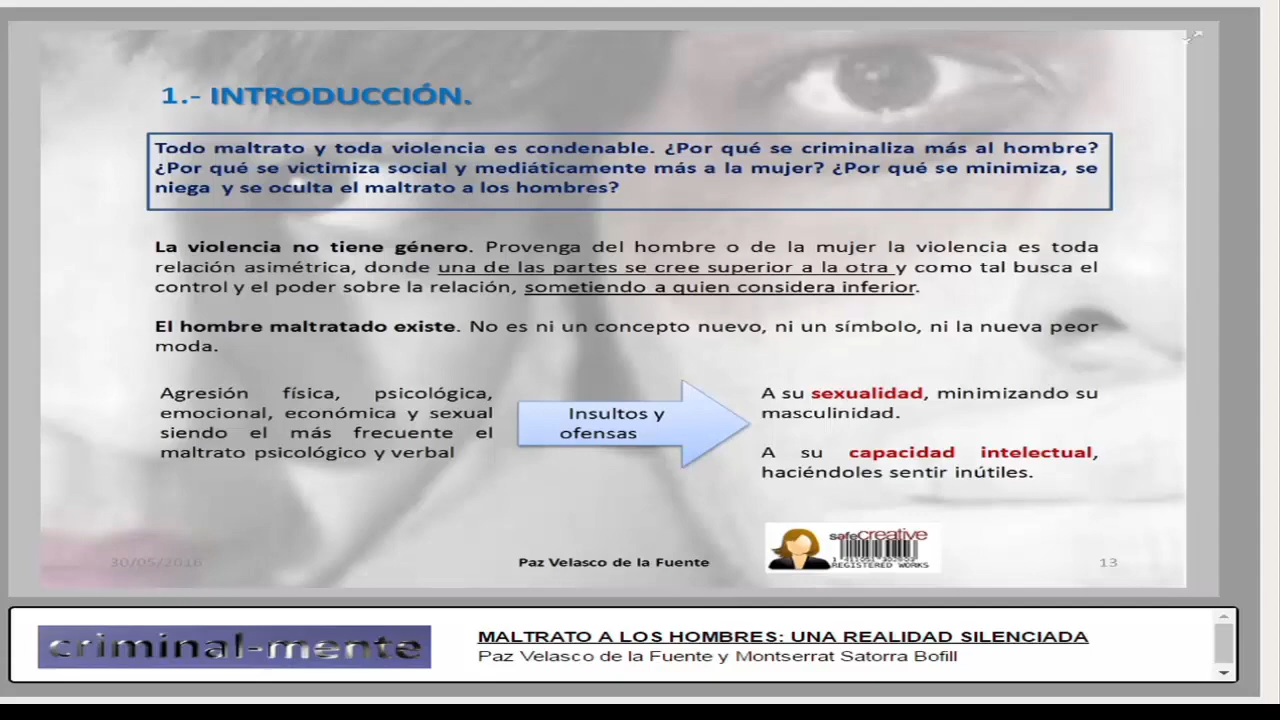 1.- INTRODUCCIÓN.
Todo maltrato y toda violencia es condenable. ¿Por qué se criminaliza más al hombre?
¿Por qué se victimiza social y mediáticamente más a la mujer? ¿Por qué se minimiza, se
niega y se oculta el maltrato a los hombres?
La violencia no tiene género. Provenga del hombre o de la mujer la violencia es toda
relación asimétrica, donde una de las partes se cree superior a la otra y como tal busca el
control y el poder sobre la relación, sometiendo a quien considera inferior.
El hombre maltratado existe. No es ni un concepto nuevo, ni un símbolo, ni la nueva peor
moda.
Agresión física, psicológica,
emocional, económica y sexual
siendo el más frecuente el
maltrato psicológico y verbal
Insultos y
ofensas
A su sexualidad, minimizando su
masculinidad.
A su capacidad intelectual,
haciéndoles sentir inútiles.
30/05/2016
Paz Velasco de la Fuente
safecreative
REGISTERED WORKS
13
criminal-mente
MALTRATO A LOS HOMBRES: UNA REALIDAD SILENCIADA
Paz Velasco de la Fuente y Montserrat Satorra Bofill